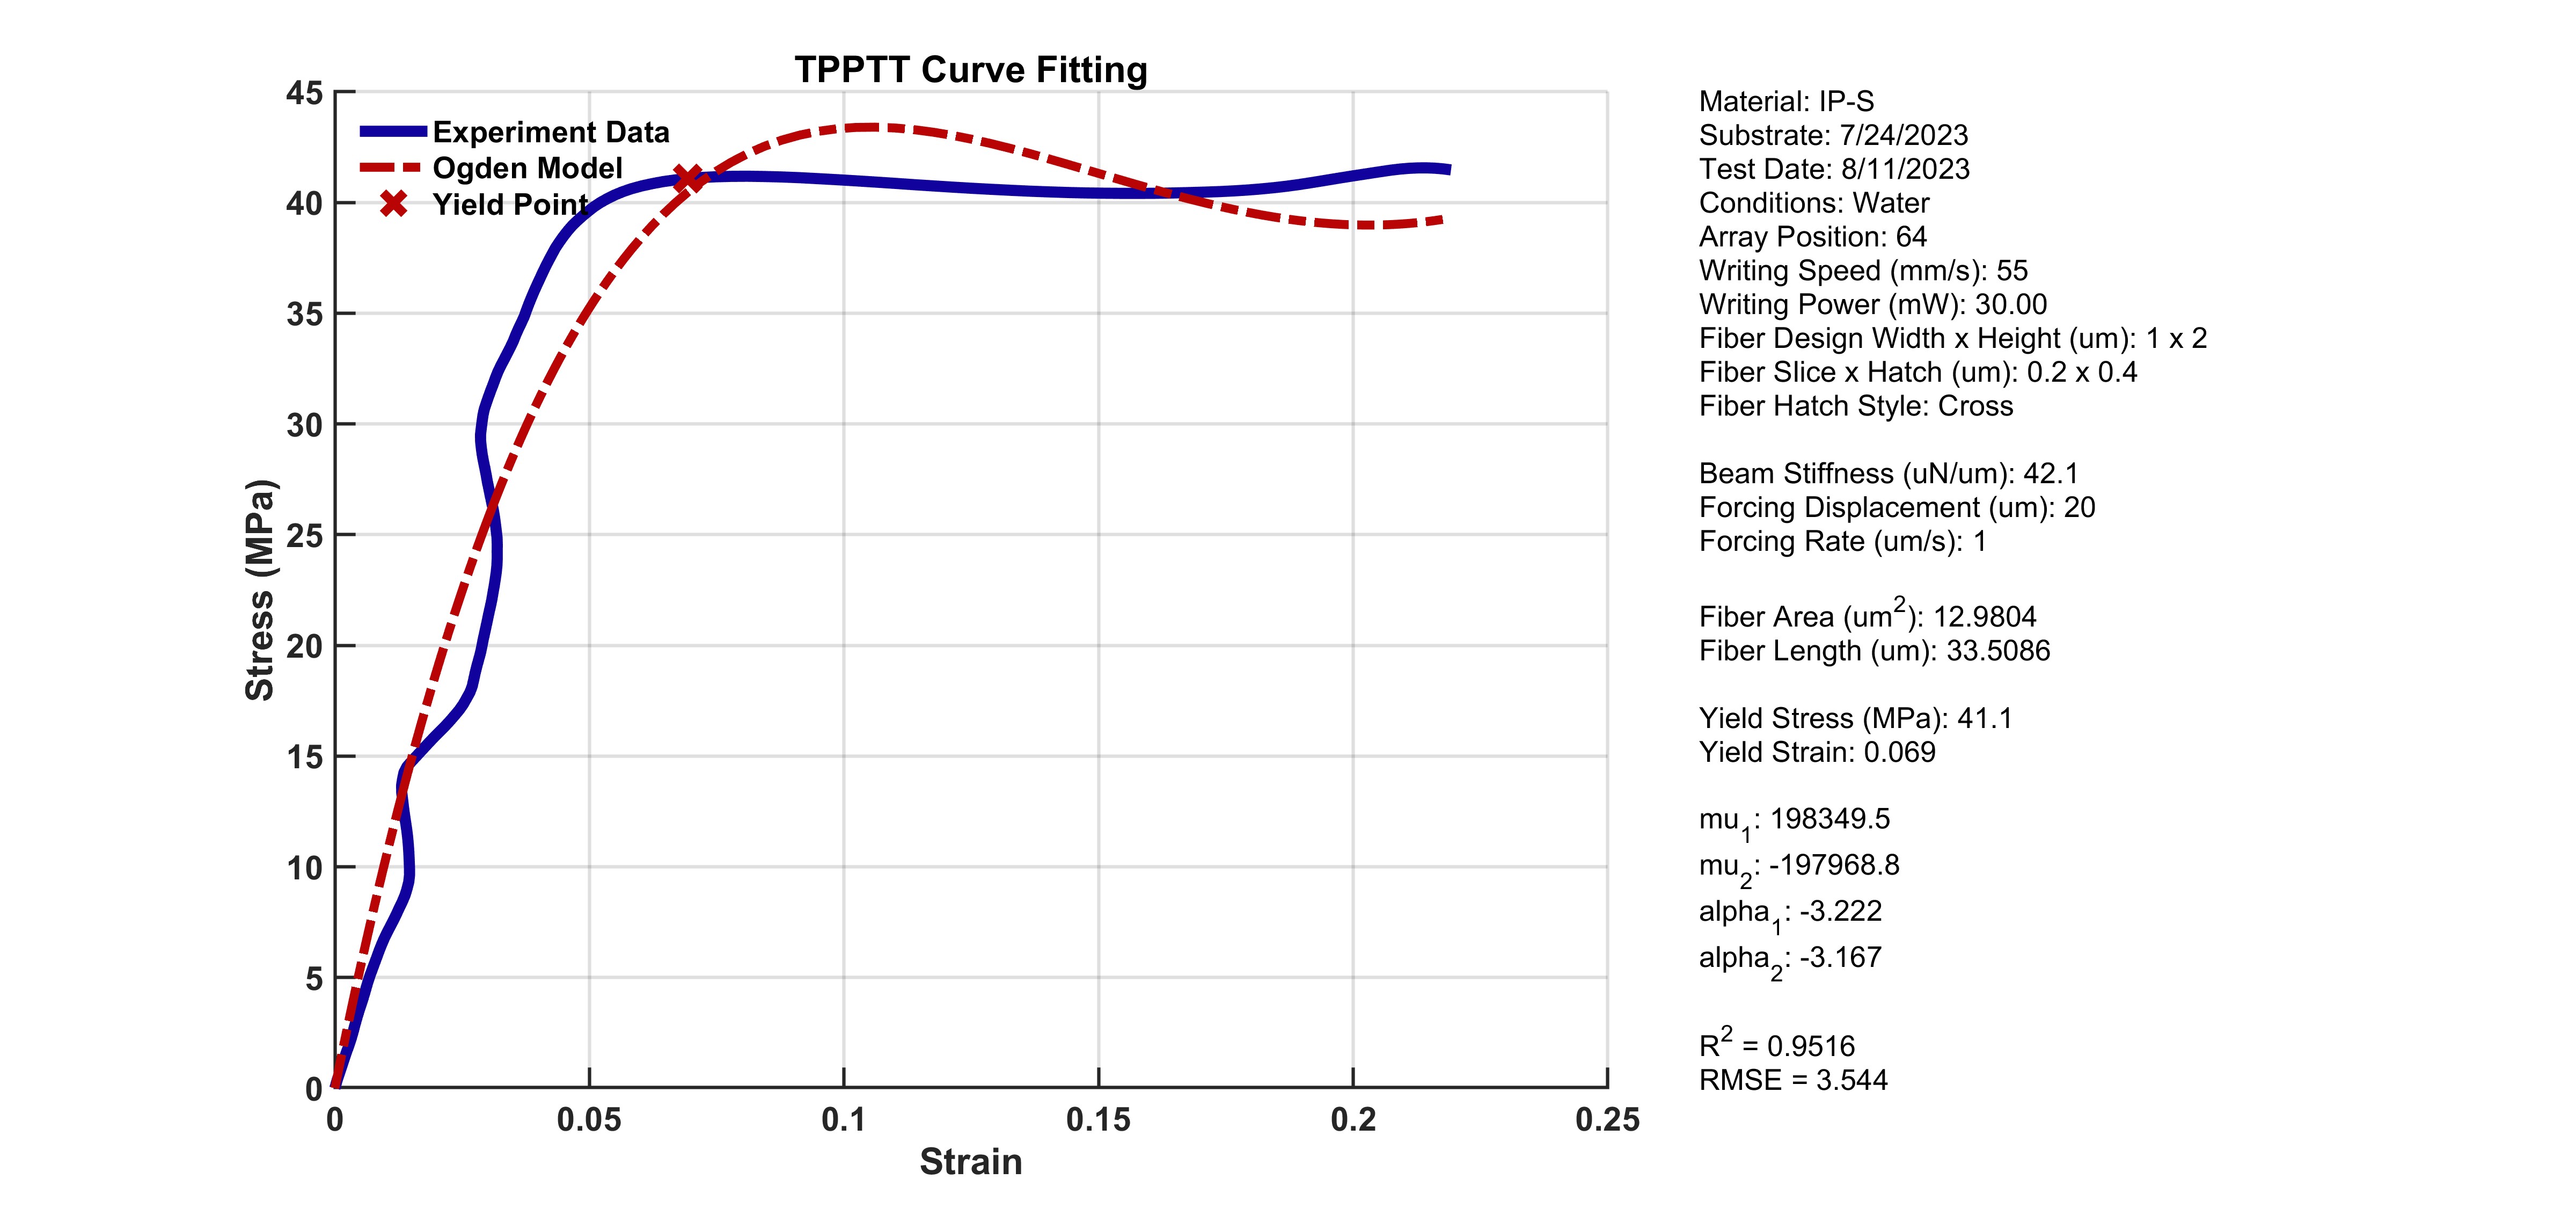 TPPTT Curve Fitting
45
40
35
30
25
20
15
10
5
0
Stress (MPa)
Experiment Data
Ogden Model
Yield Point
0
0.05
0.1
0.15
0.2
0.25
Strain
Material: IP-S
Substrate: 7/24/2023
Test Date: 8/11/2023
Conditions: Water
Array Position: 64
Writing Speed (mm/s): 55
Writing Power (mW): 30.00
Fiber Design Width x Height (um): 1 x 2
Fiber Slice x Hatch (um): 0.2 x 0.4
Fiber Hatch Style: Cross
Beam Stiffness (uN/um): 42.1
Forcing Displacement (um): 20
Forcing Rate (um/s): 1
Fiber Area (um²): 12.9804
Fiber Length (um): 33.5086
Yield Stress (MPa): 41.1
Yield Strain: 0.069
mu₁: 198349.5
mu₂: -197968.8
alpha₁: -3.222
alpha₂: -3.167
R² = 0.9516
RMSE = 3.544